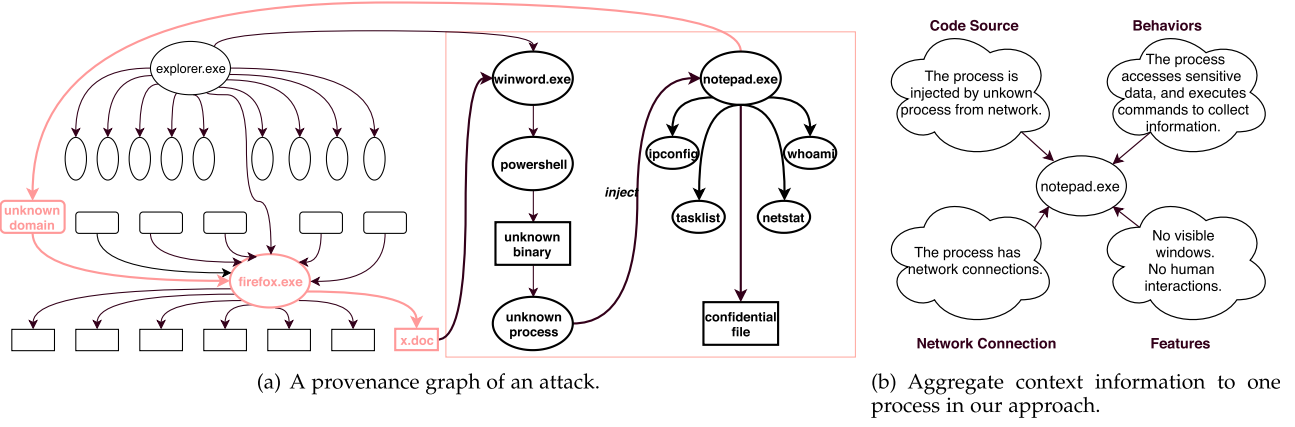 explorer.exe
winword.exe
notepad.exe
ipconfig
whoami
powershell
inject
tasklist
netstat
unknown
domain
unknown
binary
firefox.exe
unknown
process
confidential
file
x.doc
(a) A provenance graph of an attack.
Code Source
Behaviors
The process is
injected by unkown
process from network.
The process
accesses sensitive
data, and executes
commands to collect
information.
notepad.exe
The process has
network connections.
No visible
windows.
No human
interactions.
Network Connection
Features
(b) Aggregate context information to one
process in our approach.